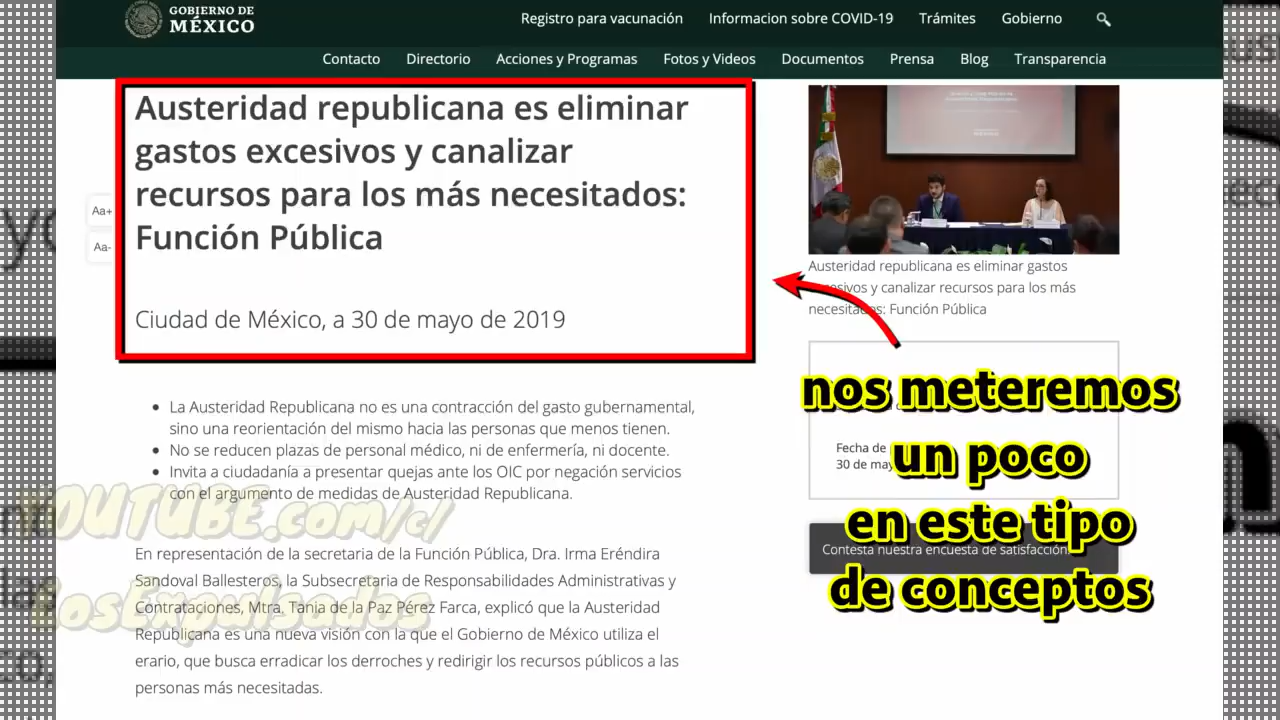 GOBIERNO DE
MÉXICO
Registro para vacunación Informacion sobre COVID-19 Trámites Gobierno
Contacto Directorio Acciones y Programas Fotos y Videos Documentos Prensa Blog Transparencia
Austeridad republicana es eliminar
gastos excesivos y canalizar
recursos para los más necesitados:
Función Pública
Ciudad de México, a 30 de mayo de 2019
Aa+
Aa-
La Austeridad Republicana no es una contracción del gasto gubernamental,
sino una reorientación del mismo hacia las personas que menos tienen.
No se reducen plazas de personal médico, ni de enfermería, ni docente.
Invita a ciudadanía a presentar quejas ante los OIC por negación servicios
con el argumento de medidas de Austeridad Republicana.
En representación de la secretaria de la Función Pública, Dra. Irma Eréndira
Sandoval Ballesteros, la Subsecretaria de Responsabilidades Administrativas y
Contrataciones, Mtra. Tania de la Paz Pérez Farca, explicó que la Austeridad
Republicana es una nueva visión con la que el Gobierno de México utiliza el
erario, que busca erradicar los derroches y redirigir los recursos públicos a las
personas más necesitadas.
YOUTUBE.com/c/
Austeridad republicana es eliminar gastos
excesivos y canalizar recursos para los más
necesitados: Función Pública
Fecha de
30 de may
Contesta nuestra encuesta de satisfacción.
nos meteremos
un poco
en este tipo
de conceptos